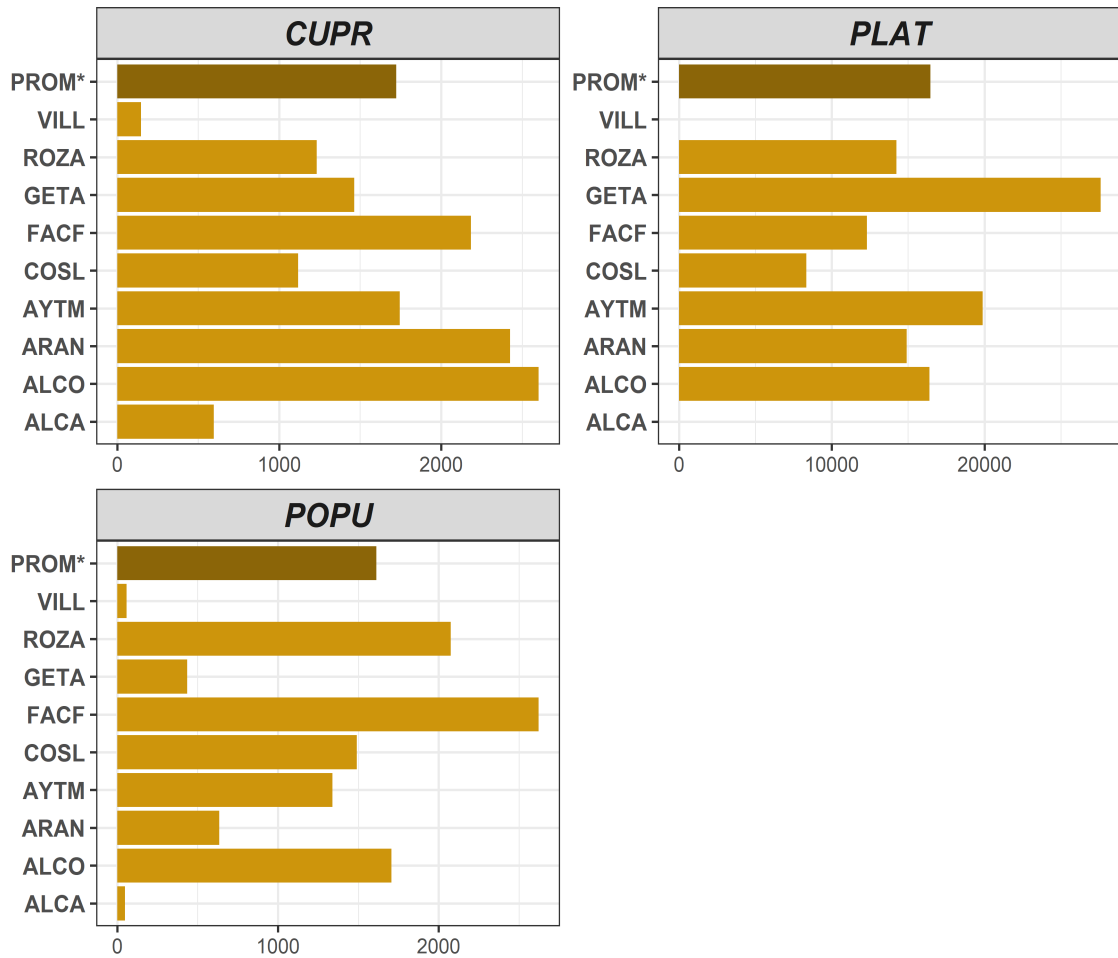 CUPR
PROM*
VILL
ROZA
GETA
FACF
COSL
AYTM
ARAN
ALCO
ALCA
0 1000 2000
PLAT
PROM*
VILL
ROZA
GETA
FACF
COSL
AYTM
ARAN
ALCO
ALCA
0 10000 20000
POPU
PROM*
VILL
ROZA
GETA
FACF
COSL
AYTM
ARAN
ALCO
ALCA
0 1000 2000